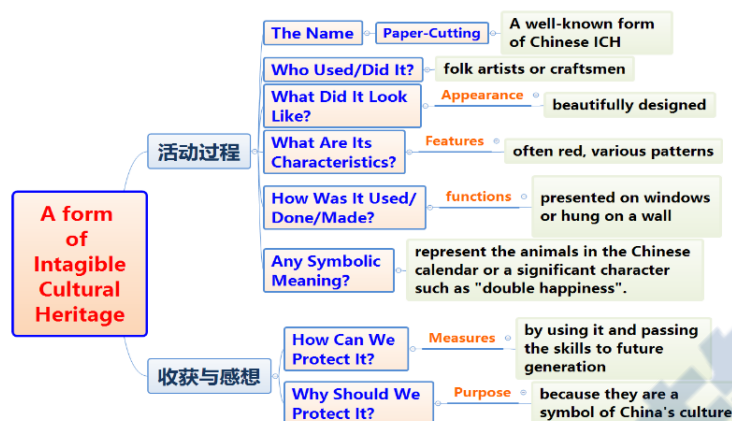 A form
of
Intagible
Cultural
Heritage
活动过程
The Name
Paper-Cutting
A well-known form
of Chinese ICH
Who Used/Did It?
folk artists or craftsmen
What Did It Look
Like?
Appearance
beautifully designed
What Are Its
Characteristics?
Features
often red, various patterns
How Was It Used/
Done/Made?
functions
presented on windows
or hung on a wall
Any Symbolic
Meaning?
represent the animals in the Chinese
calendar or a significant character
such as "double happiness".
收获与感想
How Can We
Protect It?
Measures
by using it and passing
the skills to future
generation
Why Should We
Protect It?
Purpose
because they are a
symbol of China's culture